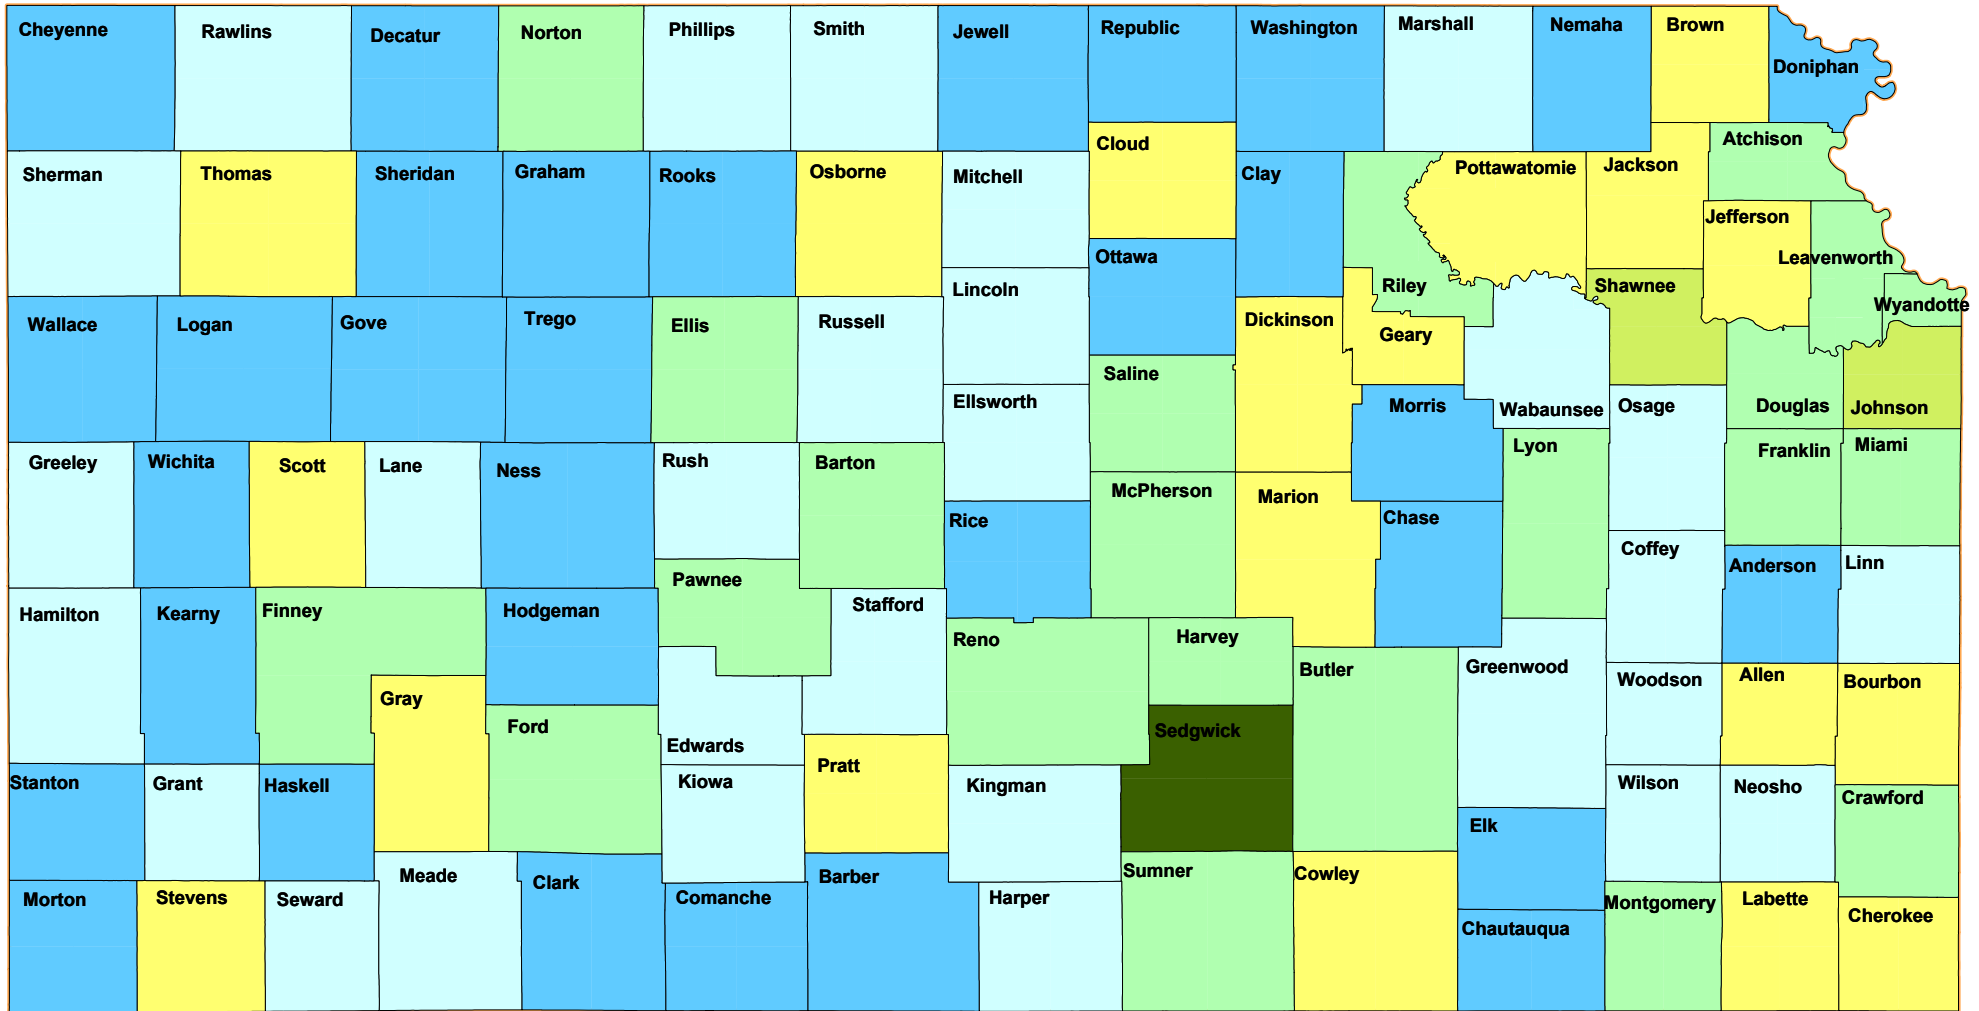 Cheyenne
Rawlins
Decatur
Norton
Phillips
Smith
Jewell
Republic
Washington
Marshall
Nemaha
Brown
Doniphan
Sherman
Thomas
Sheridan
Graham
Rooks
Osborne
Mitchell
Cloud
Clay
Pottawatomie
Jackson
Atchison
Jefferson
Leavenworth
Ottawa
Lincoln
Riley
Shawnee
Wyandotte
Wallace
Logan
Gove
Trego
Ellis
Russell
Dickinson
Geary
Saline
Ellsworth
Morris
Wabaunsee
Osage
Douglas
Johnson
Greeley
Wichita
Scott
Lane
Ness
Rush
Barton
McPherson
Marion
Lyon
Franklin
Miami
Rice
Chase
Coffey
Anderson
Linn
Pawnee
Hamilton
Kearny
Finney
Hodgeman
Stafford
Reno
Harvey
Butler
Greenwood
Woodson
Allen
Bourbon
Gray
Ford
Edwards
Sedgwick
Pratt
Stanton
Grant
Haskell
Kiowa
Kingman
Wilson
Neosho
Crawford
Elk
Meade
Clark
Barber
Sumner
Cowley
Morton
Stevens
Seward
Comanche
Harper
Chautauqua
Montgomery
Labette
Cherokee